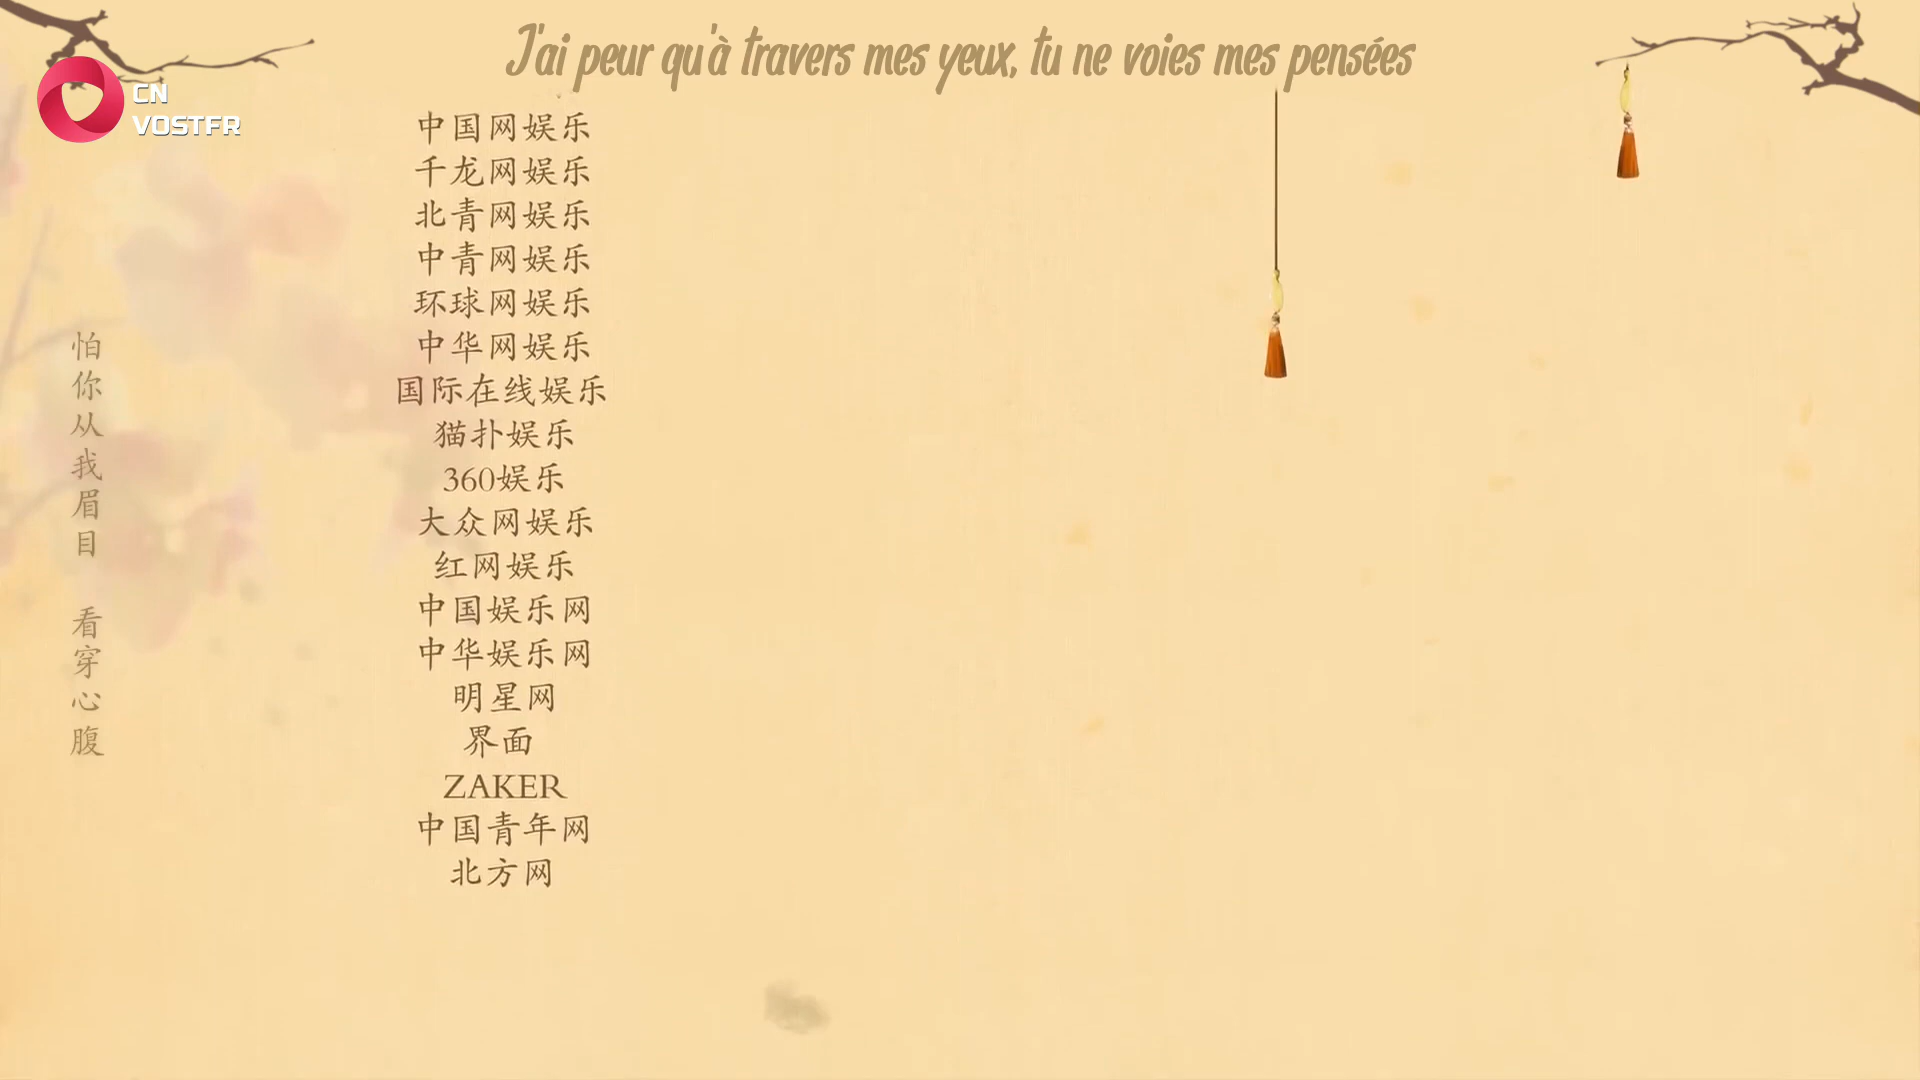 J'ai peur qu'à travers mes yeux, tu ne voies mes pensées
CN
VOSTFR
中国网娱乐
千龙网娱乐
北青网娱乐
中青网娱乐
环球网娱乐
中华网娱乐
国际在线娱乐
猫扑娱乐
360娱乐
大众网娱乐
红网娱乐
中国娱乐网
中华娱乐网
明星网
界面
ZAKER
中国青年网
北方网
怕你从我眉目 看穿心腹